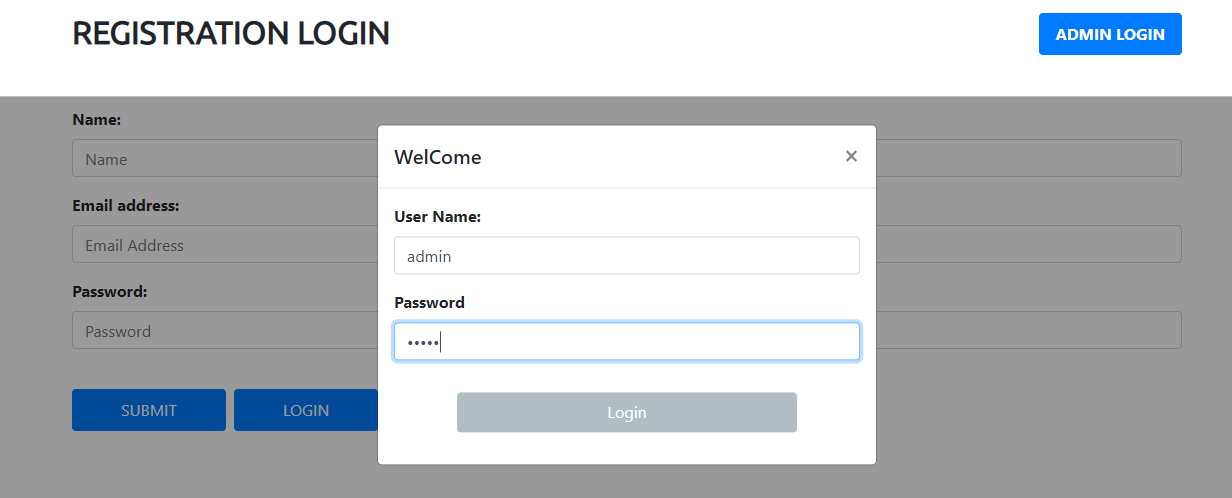 REGISTRATION LOGIN
ADMIN LOGIN
Name:
Name
Email address:
Email Address
Password:
Password
SUBMIT
LOGIN
WelCome
×
User Name:
admin
Password
•••••
Login